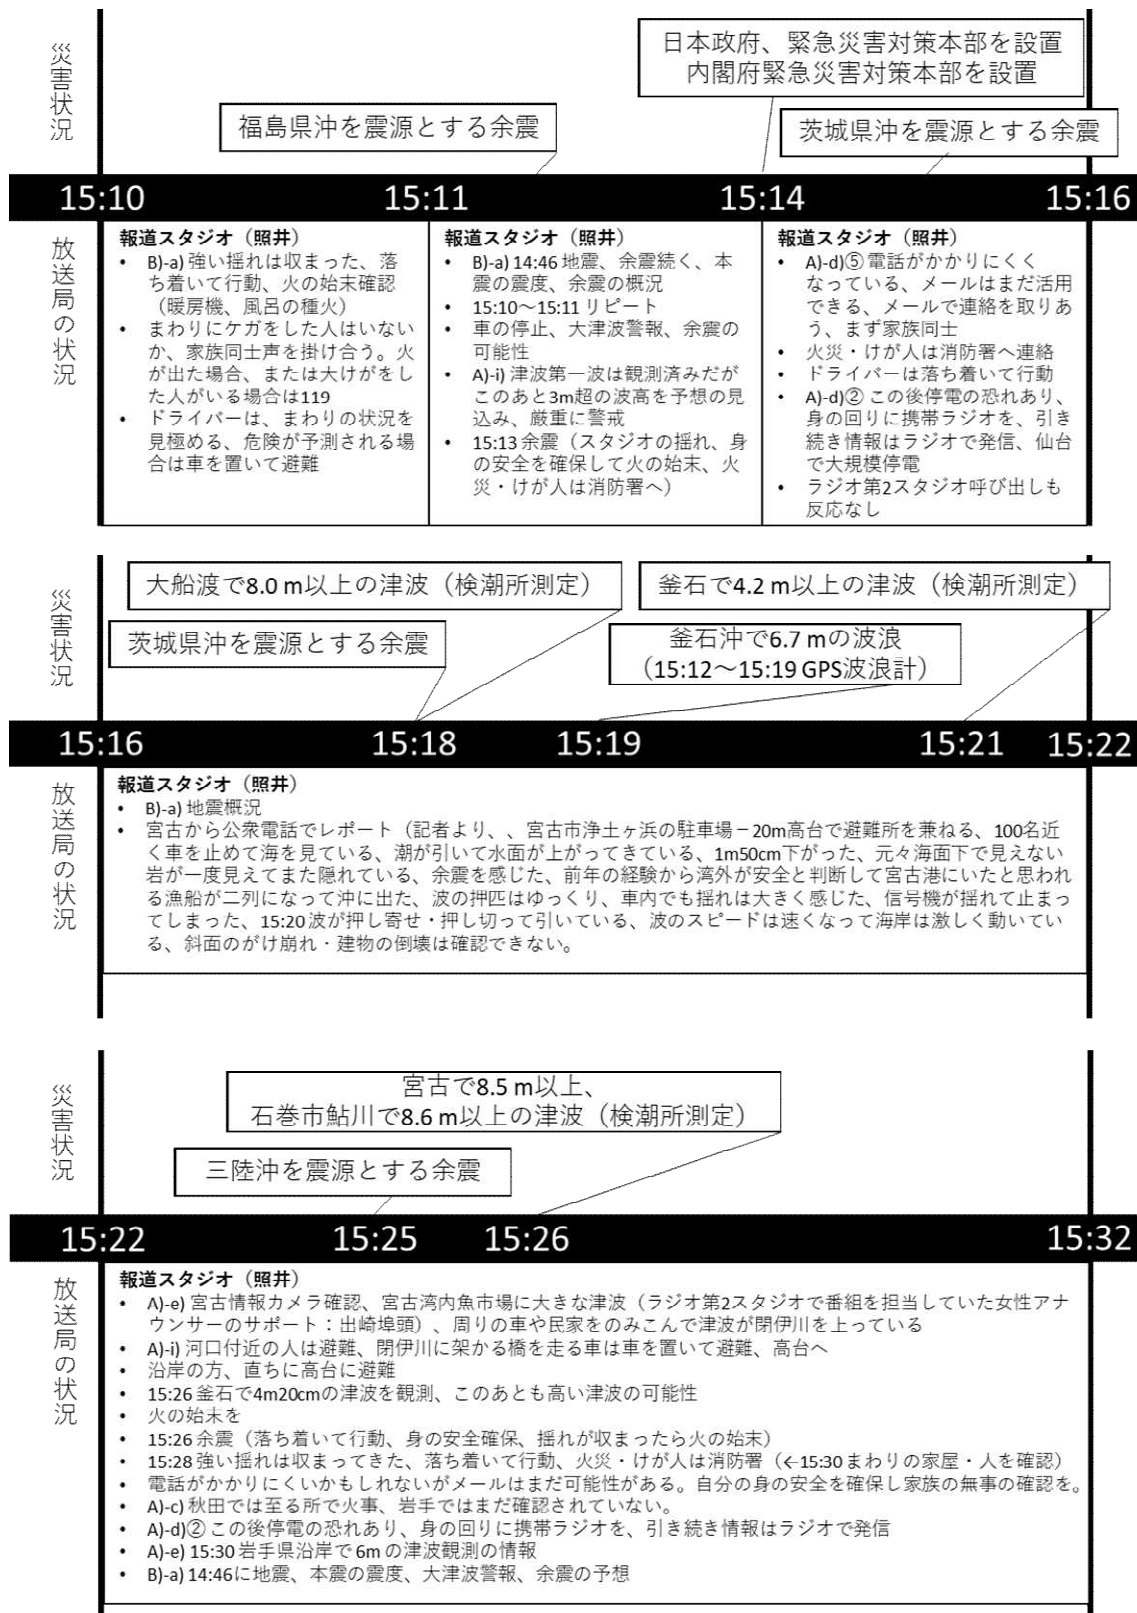 災害状況
日本政府、緊急災害対策本部を設置
内閣府緊急災害対策本部を設置
福島県沖を震源とする余震
茨城県沖を震源とする余震
15:10
15:11
15:14
15:16
放送局の状況
報道スタジオ（照井）
• B)-a) 強い揺れは収まった、落
ち着いて行動、火の始末確認
（暖房機、風呂の種火）
• まわりにケガをした人はいない
か、家族同士声を掛け合う。火
が出た場合、または大けがをし
た人がいる場合は119
• ドライバーは、まわりの状況を
見極める、危険が予測される場
合は車を置いて避難
報道スタジオ（照井）
• B)-a) 14:46 地震、余震続く、本
震の震度、余震の概況
• 15:10～15:11 リピート
• 車の停止、大津波警報、余震の
可能性
• A)-i) 津波第一波は観測済みだが
このあと3m超の波高を予想の見
込み、厳重に警戒
• 15:13 余震（スタジオの揺れ、身
の安全を確保して火の始末、火
災・けが人は消防署へ）
報道スタジオ（照井）
• A)-d)⑤ 電話がかかりにくく
なっている、メールはまだ活用
できる、メールで連絡を取りあ
う、まず家族同士
• 火災・けが人は消防署へ連絡
• ドライバーは落ち着いて行動
• A)-d)② この後停電の恐れあり、
身の回りに携帯ラジオを、引き
続き情報はラジオで発信、仙台
で大規模停電
• ラジオ第2スタジオ呼び出しも
反応なし
災害状況
大船渡で8.0 m以上の津波（検潮所測定）
釜石で4.2 m以上の津波（検潮所測定）
茨城県沖を震源とする余震
釜石沖で6.7 mの波浪
（15:12～15:19 GPS波浪計）
15:16
15:18
15:19
15:21
15:22
放送局の状況
報道スタジオ（照井）
• B)-a) 地震概況
• 宮古から公衆電話でレポート（記者より、、宮古市浄土ヶ浜の駐車場－20m高台で避難所を兼ねる、100名近
く車を止めて海を見ている、潮が引いて水面が上がってきている、1m50cm下がった、元々海面下で見えない
岩が一度見えてまた隠れている、余震を感じた、前年の経験から湾外が安全と判断して宮古港にいたと思われ
る漁船が二列になって沖に出た、波の押匹はゆっくり、車内でも揺れは大きく感じた、信号機が揺れて止まっ
てしまった、15:20 波が押し寄せ・押し切って引いている、波のスピードは速くなって海岸は激しく動いてい
る、斜面のがけ崩れ・建物の倒壊は確認できない。
災害状況
宮古で8.5 m以上、
石巻市鮎川で8.6 m以上の津波（検潮所測定）
三陸沖を震源とする余震
15:22
15:25
15:26
15:32
放送局の状況
報道スタジオ（照井）
• A)-e) 宮古情報カメラ確認、宮古湾内魚市場に大きな津波（ラジオ第2スタジオで番組を担当していた女性アナ
ウンサーのサポート：出崎埠頭）、周りの車や民家をのみこんで津波が閉伊川を上っている
• A)-i) 河口付近の人は避難、閉伊川に架かる橋を走る車は車を置いて避難、高台へ
• 沿岸の方、直ちに高台に避難
• 15:26 釜石で4m20cmの津波を観測、このあとも高い津波の可能性
• 火の始末を
• 15:26 余震（落ち着いて行動、身の安全確保、揺れが収まったら火の始末）
• 15:28 強い揺れは収まってきた、落ち着いて行動、火災・けが人は消防署（←15:30 まわりの家屋・人を確認）
• 電話がかかりにくいかもしれないがメールはまだ可能性がある。自分の身の安全を確保し家族の無事の確認を。
• A)-c) 秋田では至る所で火事、岩手ではまだ確認されていない。
• A)-d)② この後停電の恐れあり、身の回りに携帯ラジオを、引き続き情報はラジオで発信
• A)-e) 15:30 岩手県沿岸で 6m の津波観測の情報
• B)-a) 14:46に地震、本震の震度、大津波警報、余震の予想